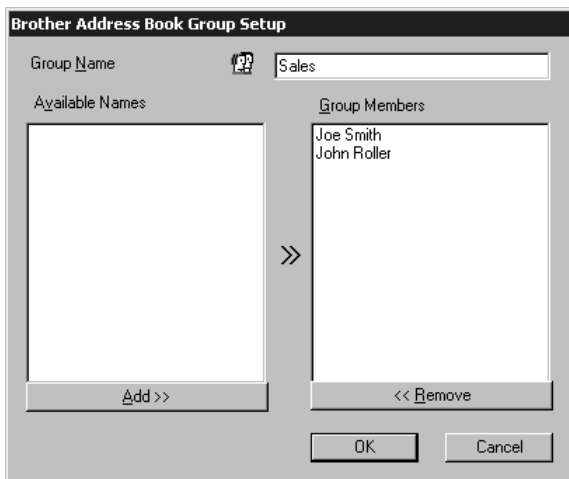 Brother Address Book Group Setup
Group Name
Sales
Available Names
Group Members
Joe Smith
John Roller
Add >>
<< Remove
OK
Cancel